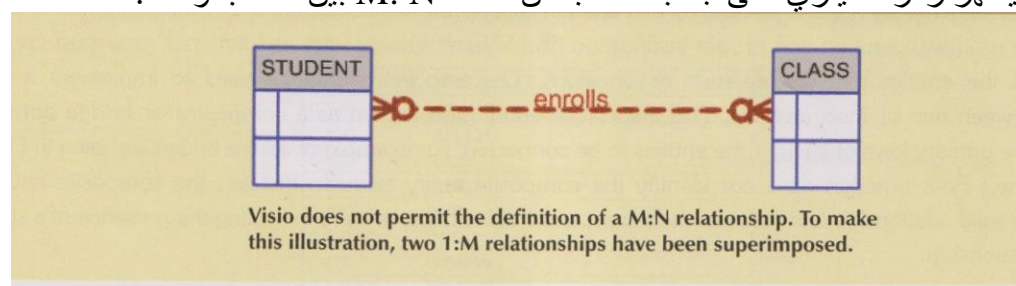 M: N بين
STUDENT
CLASS
enrolls
Visio does not permit the definition of a M:N relationship. To make
this illustration, two 1:M relationships have been superimposed.